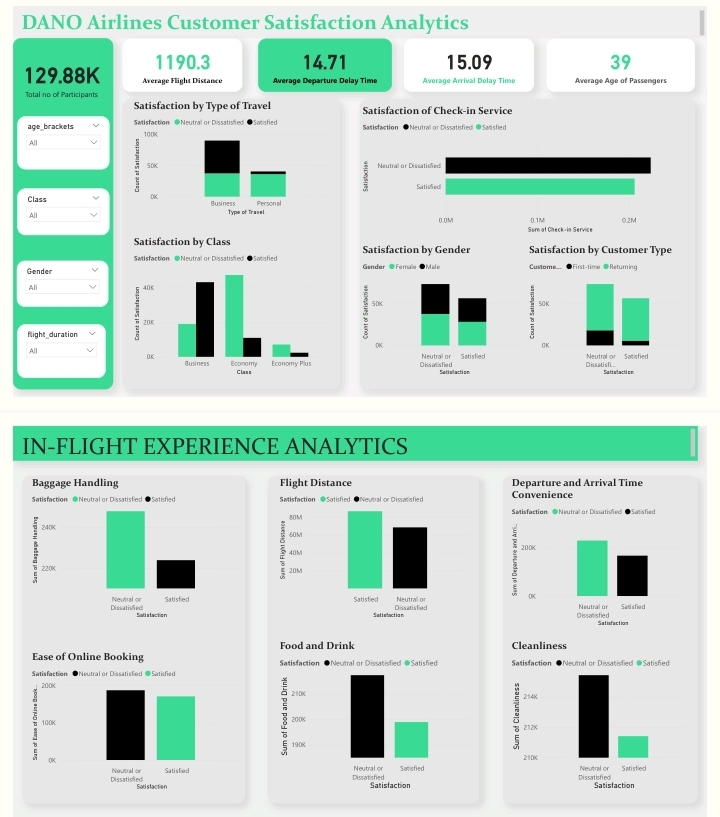 DANO Airlines Customer Satisfaction Analytics
129.88K
Total no of Participants
1190.3
Average Flight Distance
14.71
Average Departure Delay Time
15.09
Average Arrival Delay Time
39
Average Age of Passengers
age_brackets
All
Class
All
Gender
All
flight_duration
All
Satisfaction by Type of Travel
Satisfaction Neutral or Dissatisfied Satisfied
Count of Satisfaction
100K
50K
0K
Business Personal
Type of Travel
Satisfaction of Check-in Service
Satisfaction Neutral or Dissatisfied Satisfied
Satisfaction
Neutral or Dissatisfied
Satisfied
0.0M 0.1M 0.2M
Sum of Check-in Service
Satisfaction by Class
Satisfaction Neutral or Dissatisfied Satisfied
Count of Satisfaction
40K
20K
0K
Business Economy Economy Plus
Class
Satisfaction by Gender
Gender Female Male
Count of Satisfaction
50K
0K
Neutral or Satisfied
Dissatisfied
Satisfaction
Satisfaction by Customer Type
Custome... First-time Returning
Count of Satisfaction
50K
0K
Neutral or Satisfied
Dissatisfi...
Satisfaction
IN-FLIGHT EXPERIENCE ANALYTICS
Baggage Handling
Satisfaction Neutral or Dissatisfied Satisfied
Sum of Baggage Handling
240K
220K
Neutral or Satisfied
Dissatisfied
Satisfaction
Flight Distance
Satisfaction Satisfied Neutral or Dissatisfied
Sum of Flight Distance
80M
60M
40M
20M
Satisfied Neutral or
Dissatisfied
Satisfaction
Departure and Arrival Time
Convenience
Satisfaction Neutral or Dissatisfied Satisfied
Sum of Departure and Arri...
200K
0K
Neutral or Satisfied
Dissatisfied
Satisfaction
Ease of Online Booking
Satisfaction Neutral or Dissatisfied Satisfied
Sum of Ease of Online Book...
200K
100K
0K
Neutral or Satisfied
Dissatisfied
Satisfaction
Food and Drink
Satisfaction Neutral or Dissatisfied Satisfied
Sum of Food and Drink
210K
200K
190K
Neutral or Satisfied
Dissatisfied
Satisfaction
Cleanliness
Satisfaction Neutral or Dissatisfied Satisfied
Sum of Cleanliness
214K
212K
210K
Neutral or Satisfied
Dissatisfied
Satisfaction